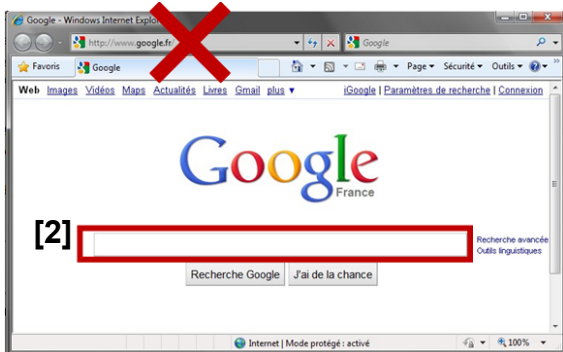 Google - Windows Internet Explo
http://www.google.fr/
Google
Favoris Google Page Sécurité Outils
Web Images Vidéos Maps Actualités Livres Gmail plus ▼ iGoogle | Paramètres de recherche | Connexion
Google
France
[2]
Recherche avancée
Outils linguistiques
Recherche Google J'ai de la chance
Internet | Mode protégé : activé 100%